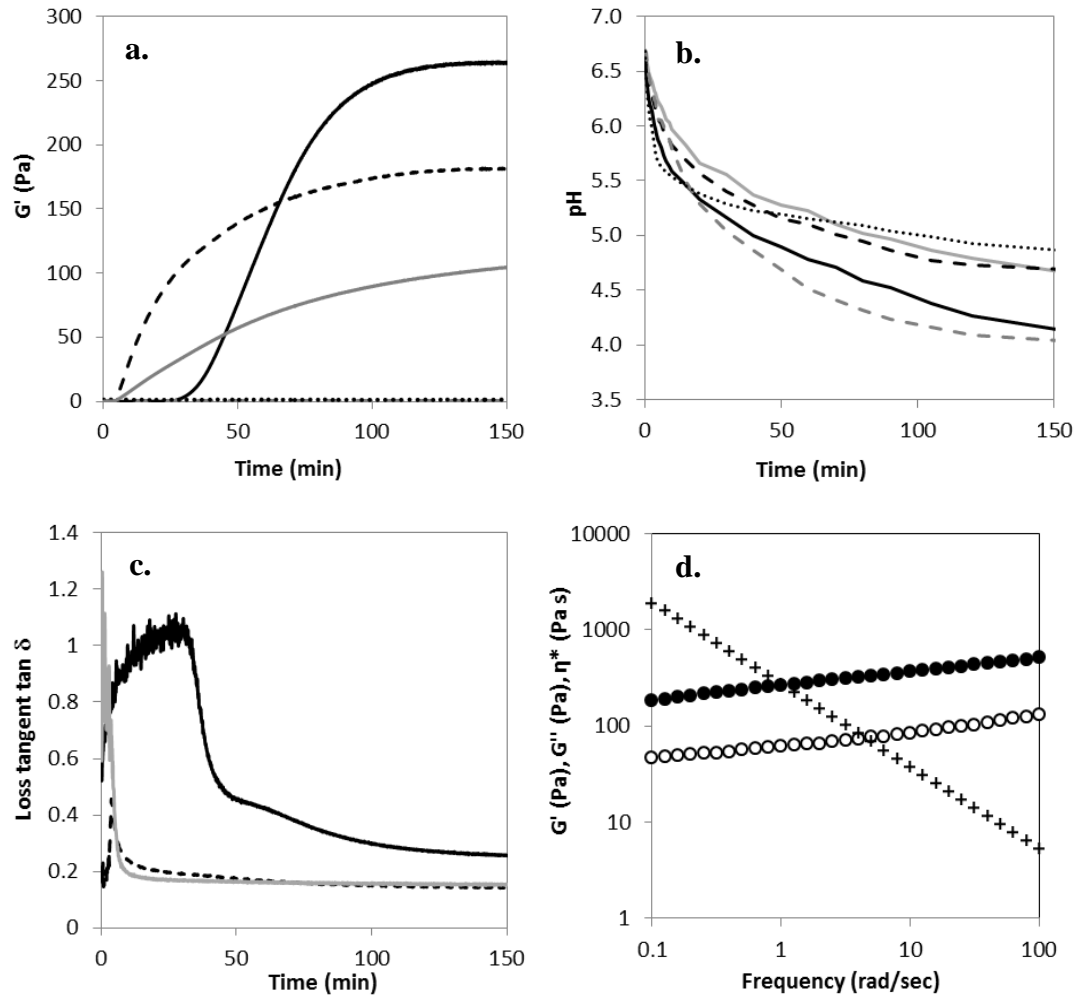 a.
G' (Pa)
300
250
200
150
100
50
0
0 50 100 150
Time (min)
b.
pH
7.0
6.5
6.0
5.5
5.0
4.5
4.0
3.5
0 50 100 150
Time (min)
c.
Loss tangent tan δ
1.4
1.2
1
0.8
0.6
0.4
0.2
0
0 50 100 150
Time (min)
d.
G' (Pa), G'' (Pa), η* (Pa s)
10000
1000
100
10
1
0.1 1 10 100
Frequency (rad/sec)